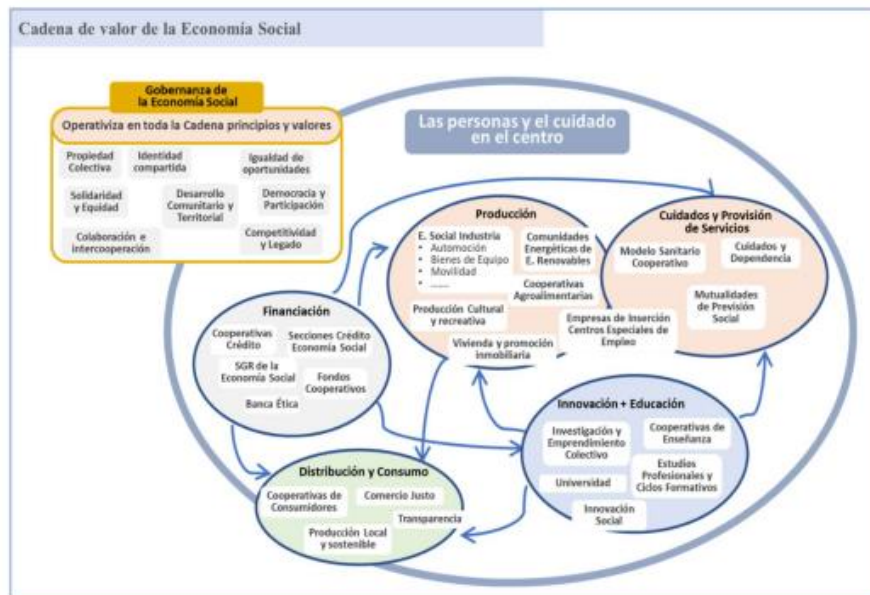 Cadena de valor de la Economía Social
Gobernanza de
la Economía Social
Operativiza en toda la Cadena principios y valores
Propiedad
Colectiva
Identidad
compartida
Igualdad de
oportunidades
Solidaridad
y Equidad
Desarrollo
Comunitario y
Territorial
Democracia y
Participación
Colaboración e
intercooperación
Competitividad
y Legado
Las personas y el cuidado
en el centro
Producción
E. Social Industria
• Automoción
• Bienes de Equipo
• Movilidad
• ........
Comunidades
Energéticas de
E. Renovables
Cooperativas
Agroalimentarias
Producción Cultural
y recreativa
Empresas de Inserción
Centros Especiales de
Empleo
Vivienda y promoción
inmobiliaria
Cuidados y Provisión
de Servicios
Modelo Sanitario
Cooperativo
Cuidados y
Dependencia
Mutualidades
de Previsión
Social
Financiación
Cooperativas
Crédito
Secciones Crédito
Economía Social
SGR de la
Economía Social
Fondos
Cooperativos
Banca Ética
Innovación + Educación
Investigación y
Emprendimiento
Colectivo
Cooperativas de
Enseñanza
Universidad
Estudios
Profesionales y
Ciclos Formativos
Innovación
Social
Distribución y Consumo
Cooperativas de
Consumidores
Comercio Justo
Transparencia
Producción Local
y sostenible